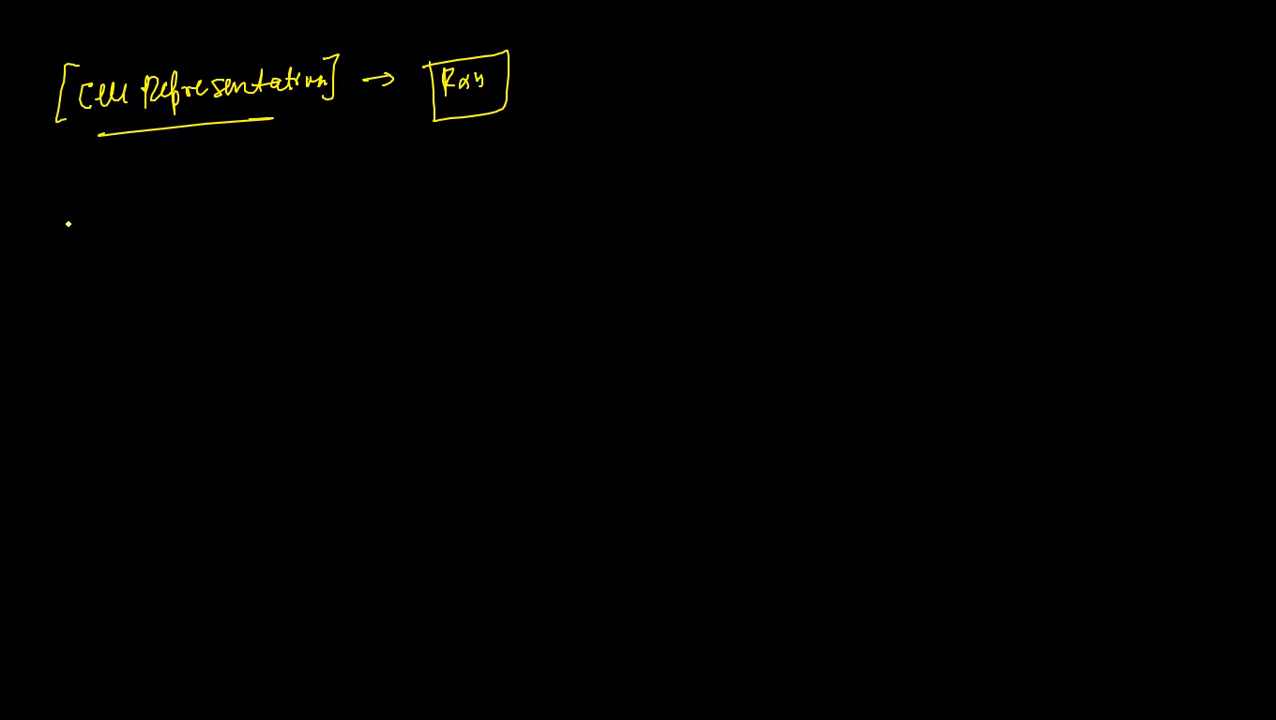 [Cell Representation] → Rxn